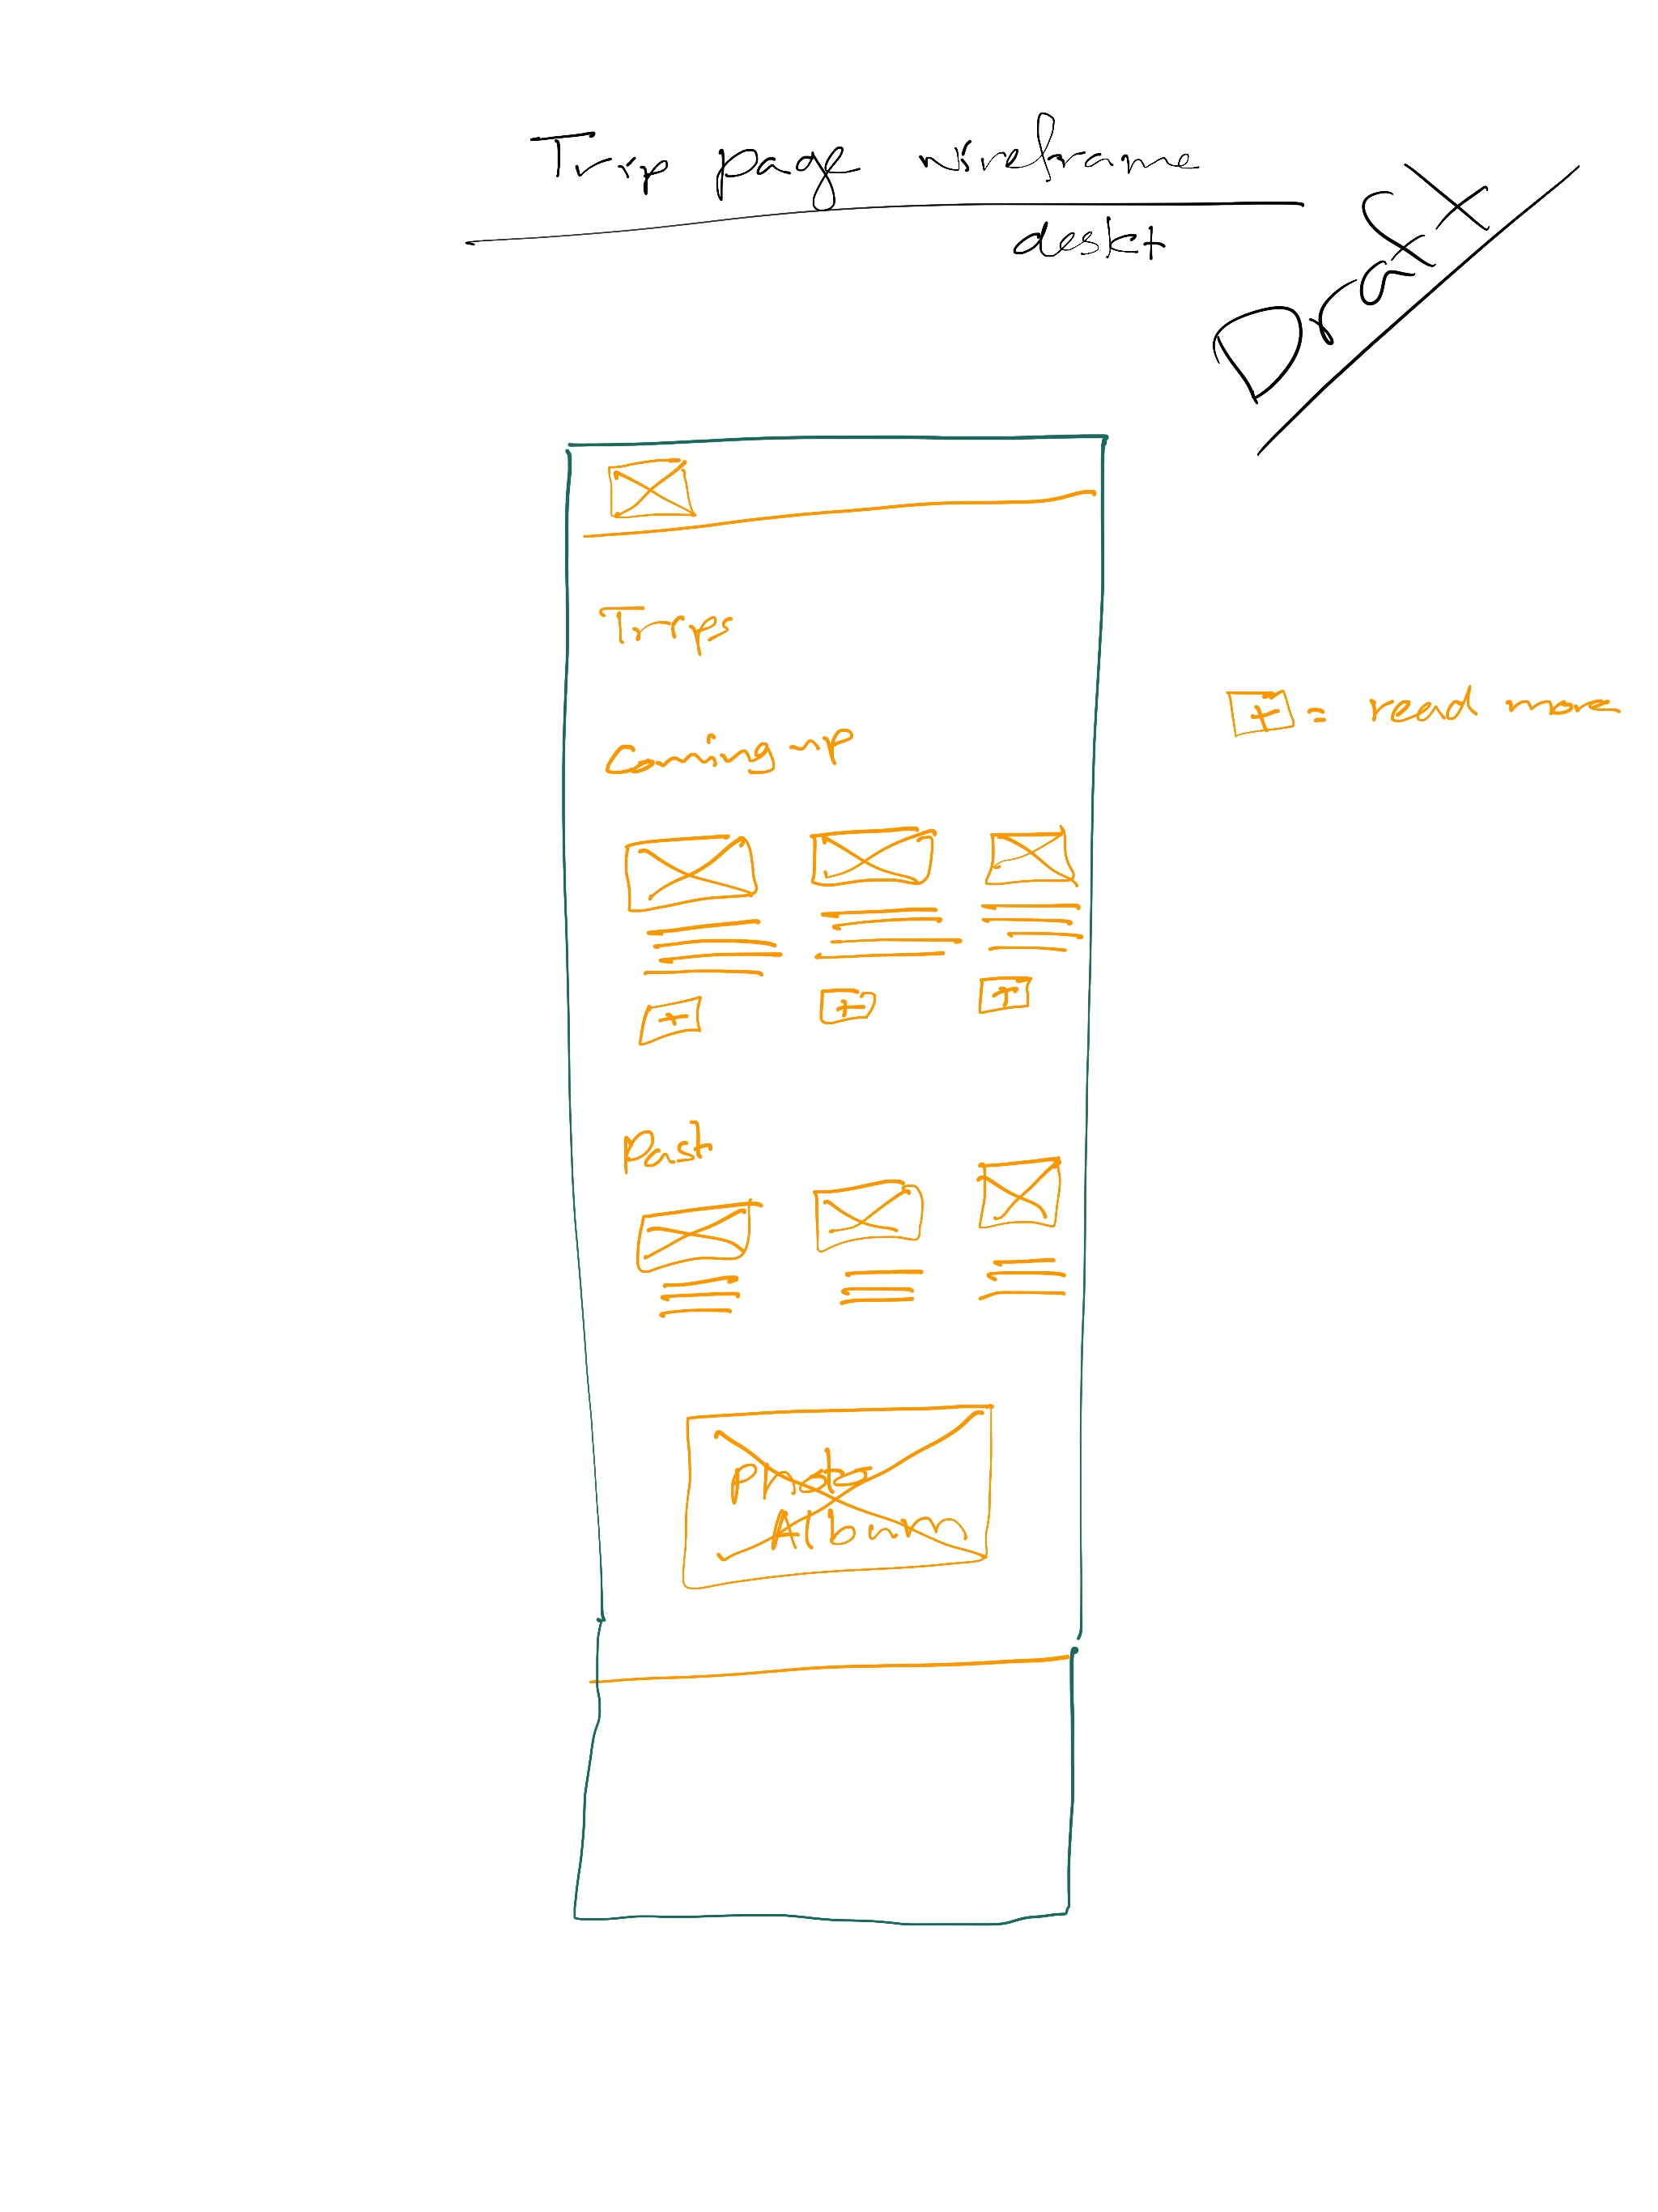 Trip page wireframe
deskt
Draft
Trips
Coming up
+ = read more
+ + +
Past
Photo
Album